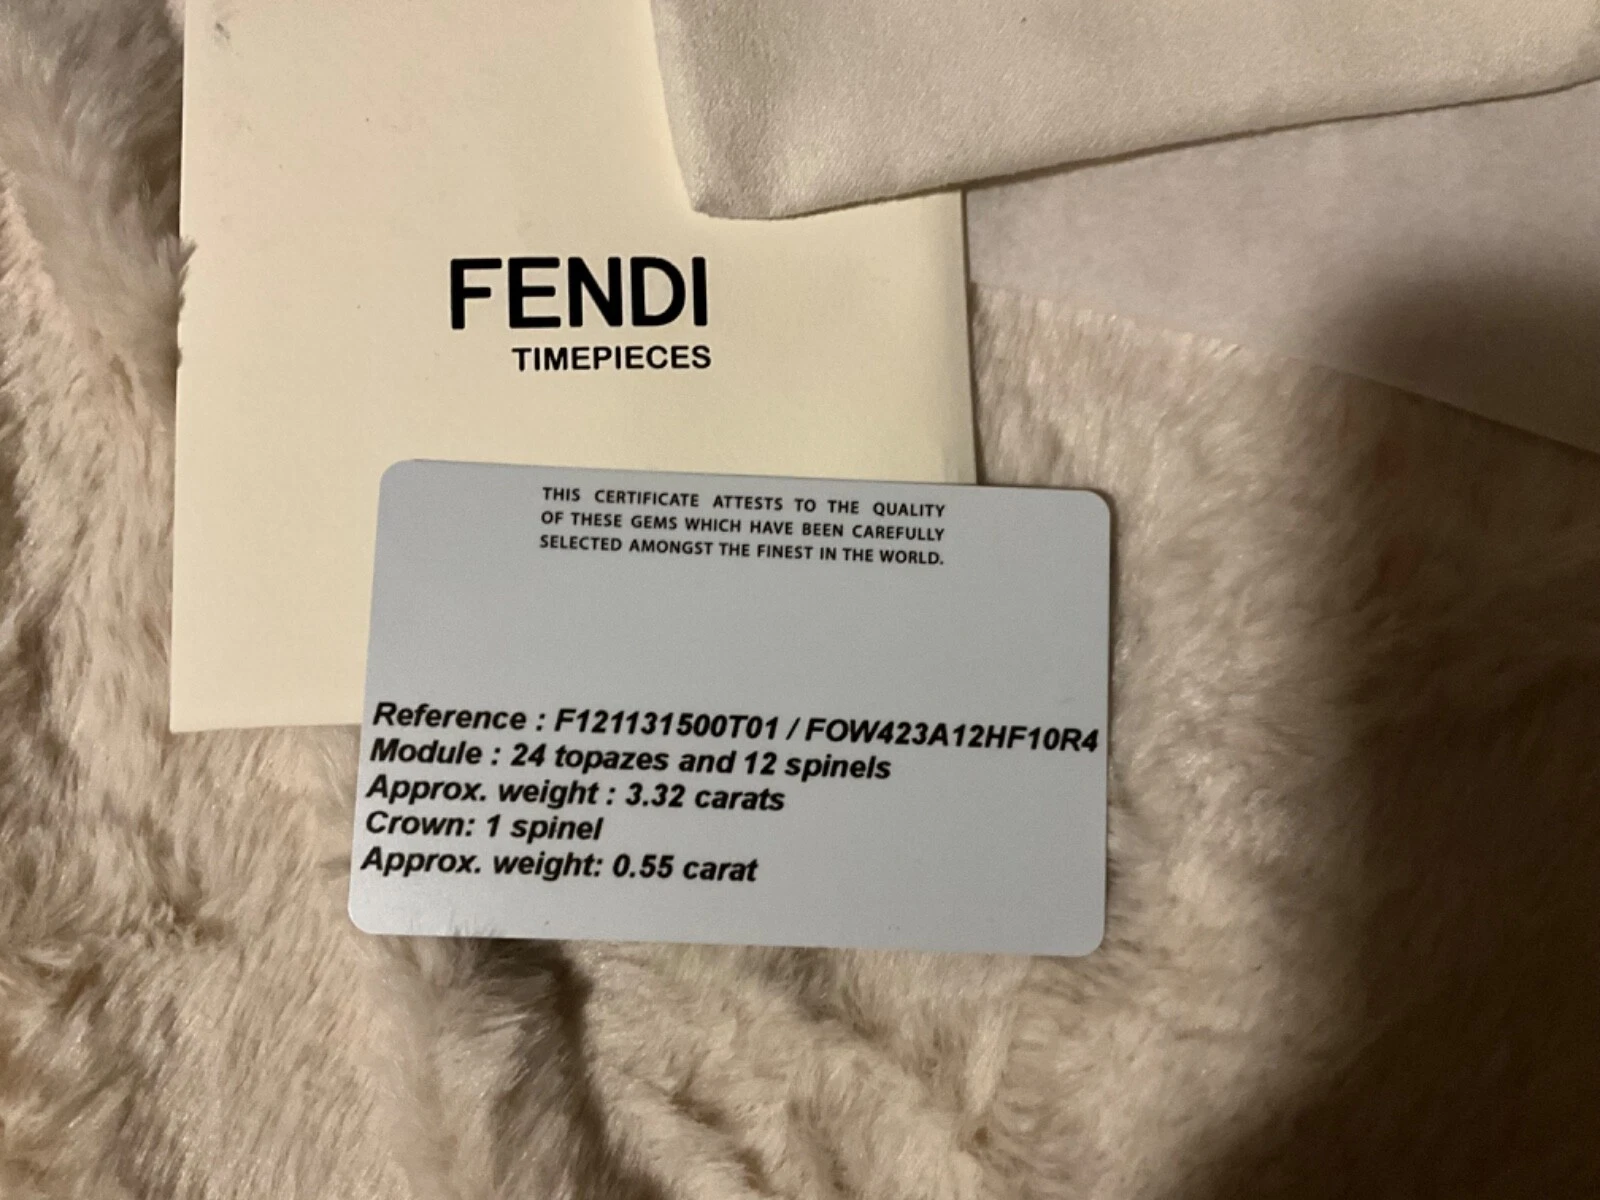 FENDI
TIMEPIECES
THIS CERTIFICATE ATTESTS TO THE QUALITY
OF THESE GEMS WHICH HAVE BEEN CAREFULLY
SELECTED AMONGST THE FINEST IN THE WORLD.
Reference : F121131500T01 / FOW423A12HF10R4
Module : 24 topazes and 12 spinels
Approx. weight : 3.32 carats
Crown: 1 spinel
Approx. weight: 0.55 carat